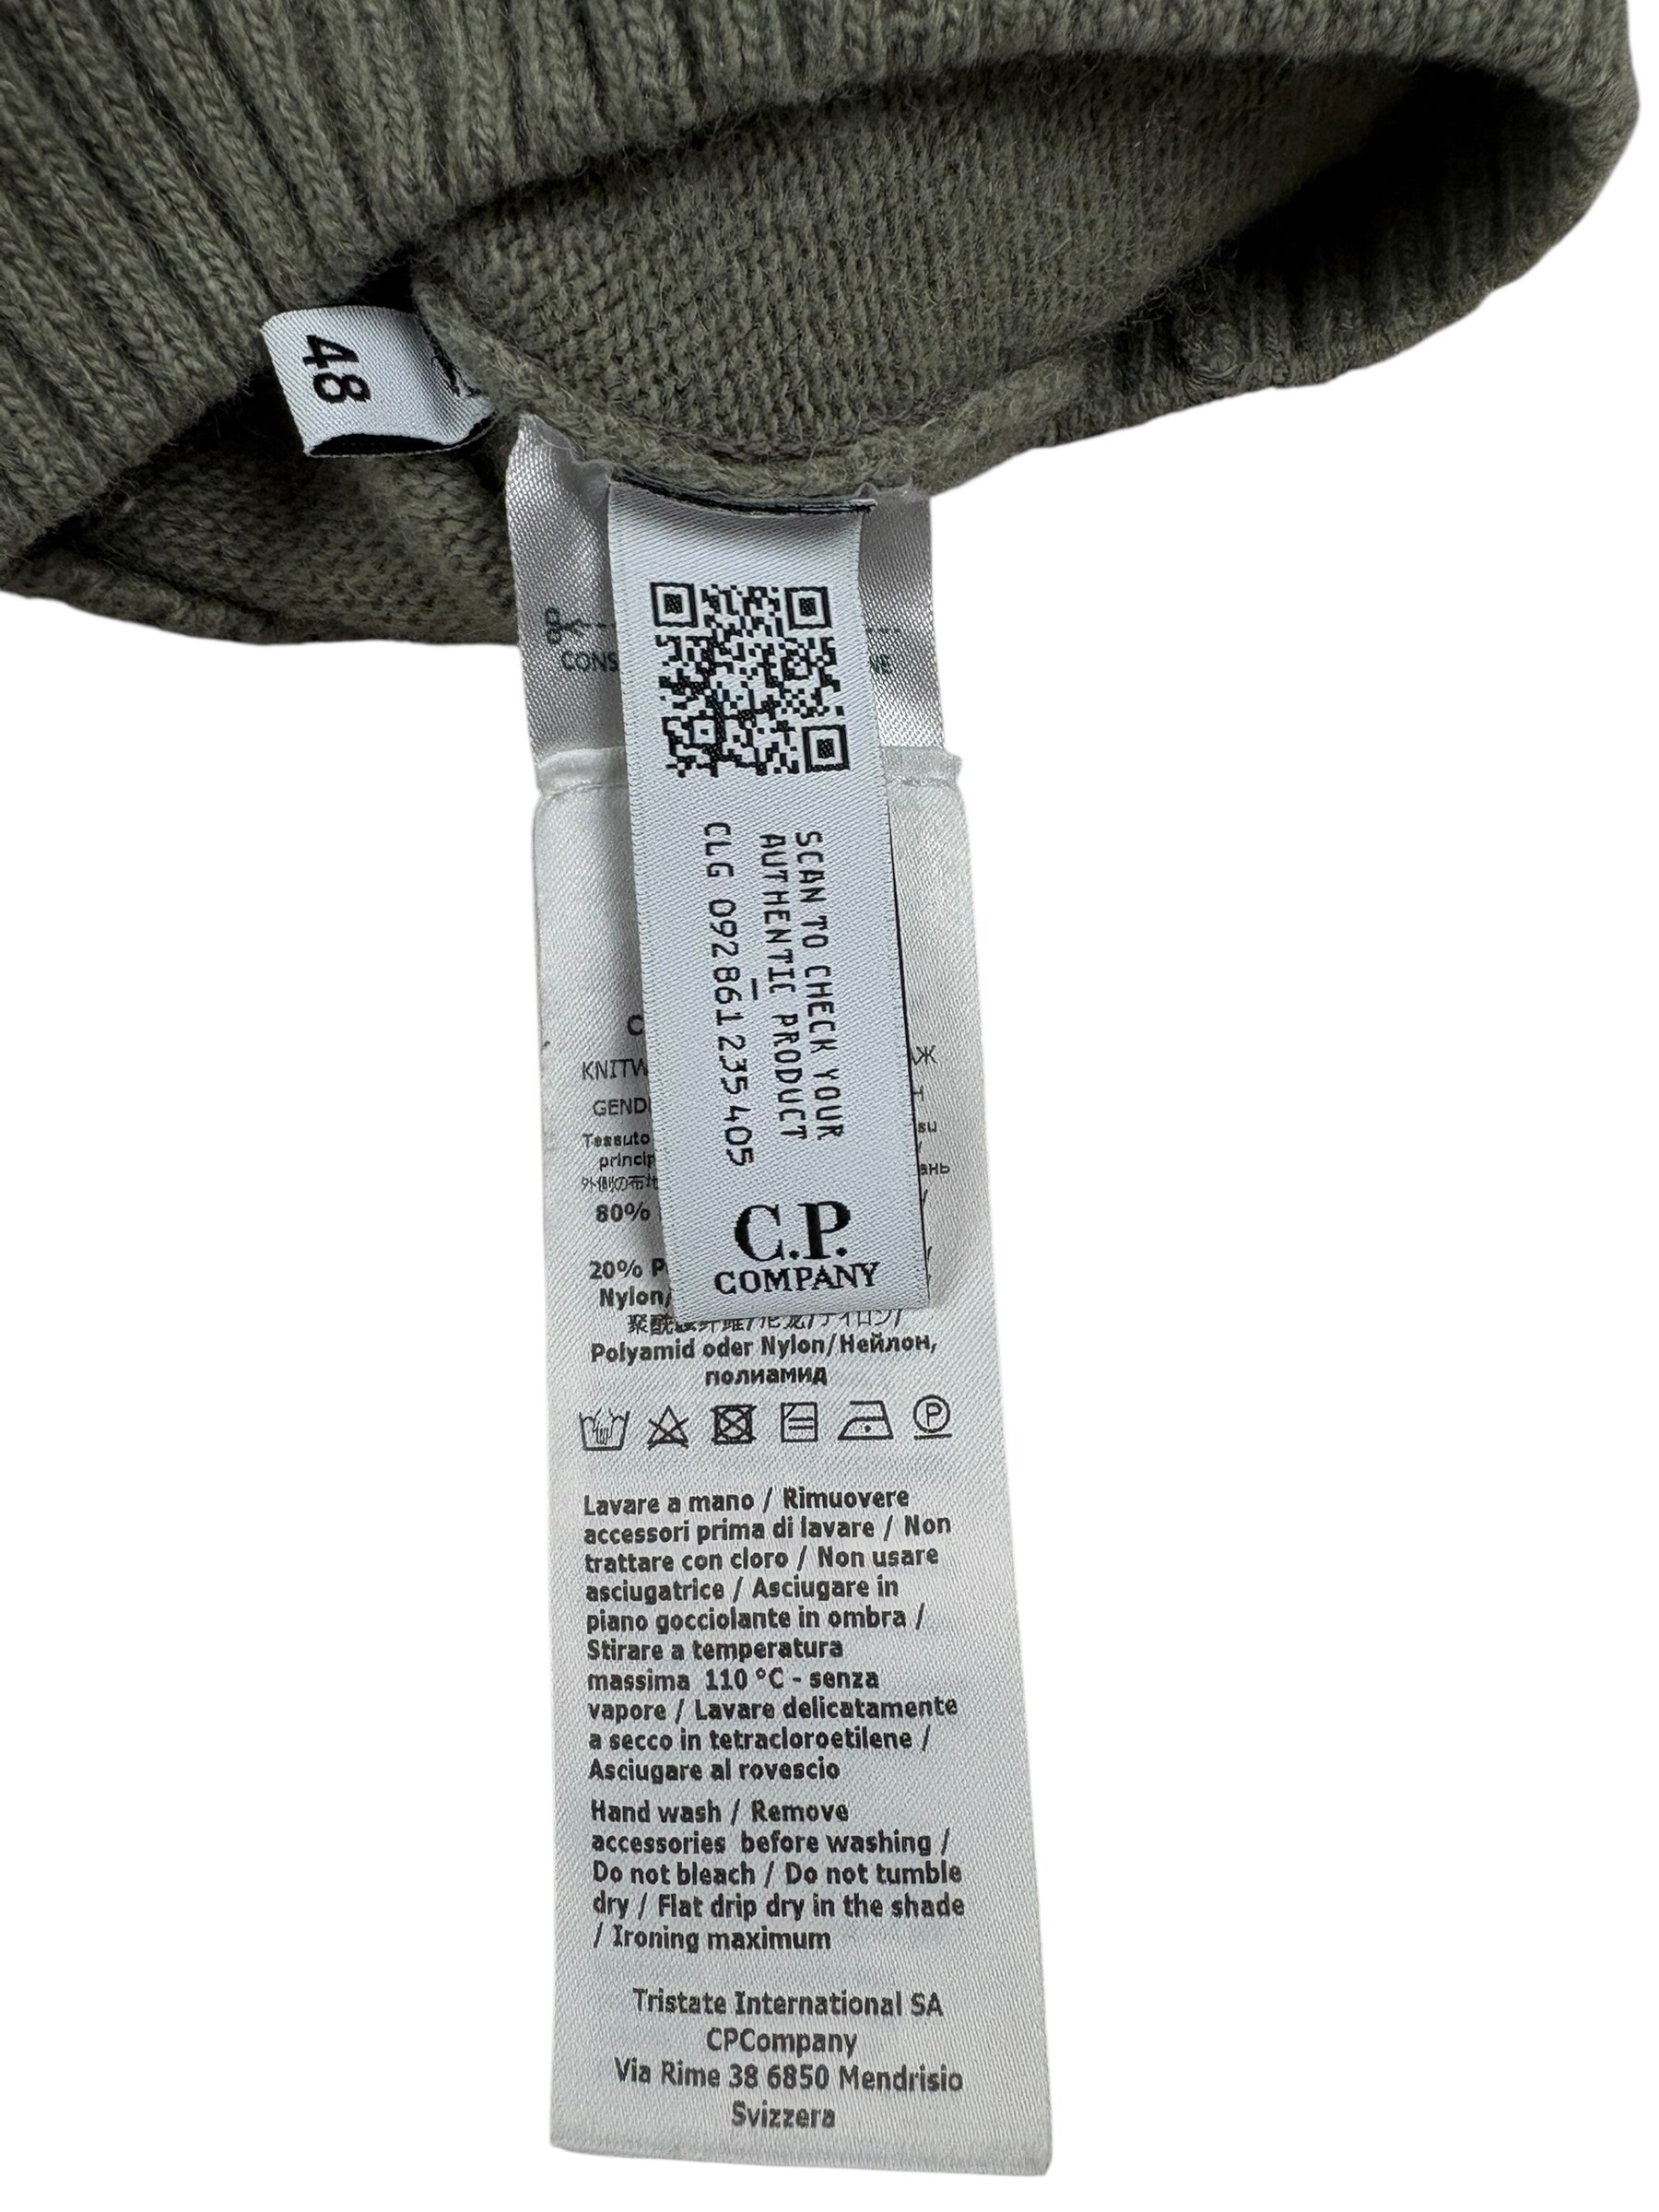 48
SCAN TO CHECK YOUR
AUTHENTIC PRODUCT
CLG 092861235405
C.P.
COMPANY
80%
20%
Polyamid oder Nylon/Нейлон,
полиамид
P
Lavare a mano / Rimuovere
accessori prima di lavare / Non
trattare con cloro / Non usare
asciugatrice / Asciugare in
piano gocciolante in ombra /
Stirare a temperatura
massima 110 °C - senza
vapore / Lavare delicatamente
a secco in tetracloroetilene /
Asciugare al rovescio
Hand wash / Remove
accessories before washing /
Do not bleach / Do not tumble
dry / Flat drip dry in the shade
/ Ironing maximum
Tristate International SA
CPCompany
Via Rime 38 6850 Mendrisio
Svizzera